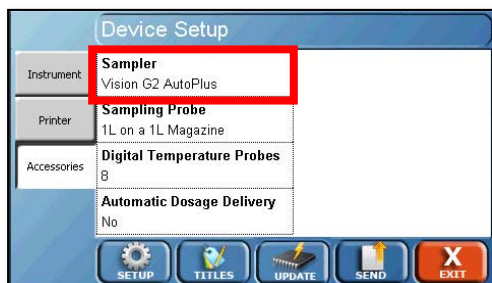 Device Setup
Instrument
Printer
Accessories
Sampler
Vision G2 AutoPlus
Sampling Probe
1L on a 1L Magazine
Digital Temperature Probes
8
Automatic Dosage Delivery
No
SETUP
TITLES
UPDATE
SEND
X
EXIT